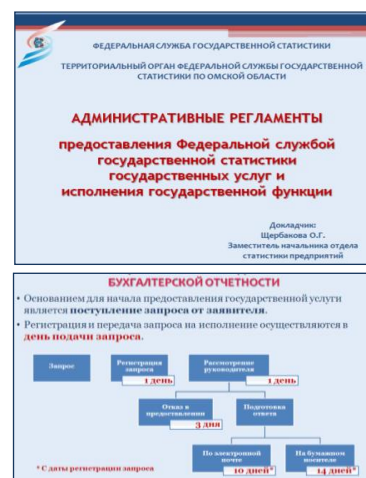 ФЕДЕРАЛЬНАЯ СЛУЖБА ГОСУДАРСТВЕННОЙ СТАТИСТИКИ
ТЕРРИТОРИАЛЬНЫЙ ОРГАН ФЕДЕРАЛЬНОЙ СЛУЖБЫ ГОСУДАРСТВЕННОЙ
СТАТИСТИКИ ПО ОМСКОЙ ОБЛАСТИ
АДМИНИСТРАТИВНЫЕ РЕГЛАМЕНТЫ
предоставления Федеральной службой
государственной статистики
государственных услуг и
исполнения государственной функции
Докладчик:
Щербакова О.Г.
Заместитель начальника отдела
статистики предприятий
БУХГАЛТЕРСКОЙ ОТЧЕТНОСТИ
• Основанием для начала предоставления государственной услуги
является поступление запроса от заявителя.
• Регистрация и передача запроса на исполнение осуществляются в
день подачи запроса.
Запрос
Регистрация
запроса
1 день
Рассмотрение
руководителя
1 день
Отказ в
предоставлении
3 дня
Подготовка
ответа
По электронной
почте
10 дней*
На бумажном
носителе
14 дней*
* С даты регистрации запроса